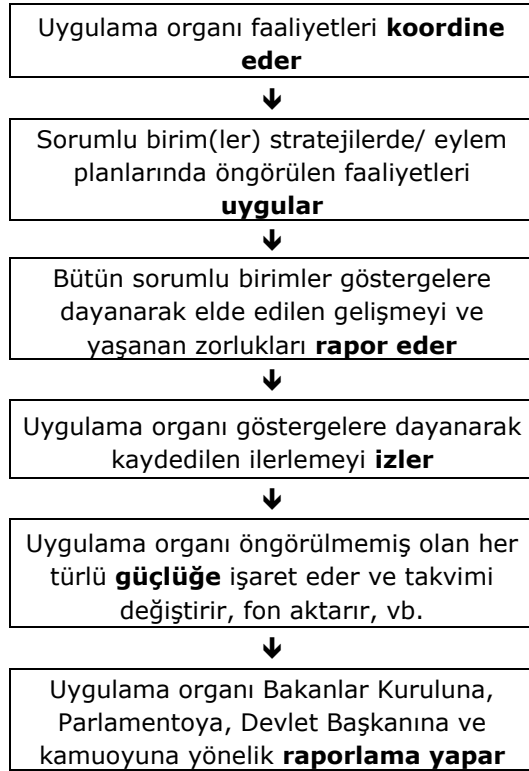 Uygulama organı faaliyetleri koordine
eder
Sorumlu birim(ler) stratejilerde/ eylem
planlarında öngörülen faaliyetleri
uygular
Bütün sorumlu birimler göstergelere
dayanarak elde edilen gelişmeyi ve
yaşanan zorlukları rapor eder
Uygulama organı göstergelere dayanarak
kaydedilen ilerlemeyi izler
Uygulama organı öngörülmemiş olan her
türlü güçlüğe işaret eder ve takvimi
değiştirir, fon aktarır, vb.
Uygulama organı Bakanlar Kuruluna,
Parlamentoya, Devlet Başkanına ve
kamuoyuna yönelik raporlama yapar